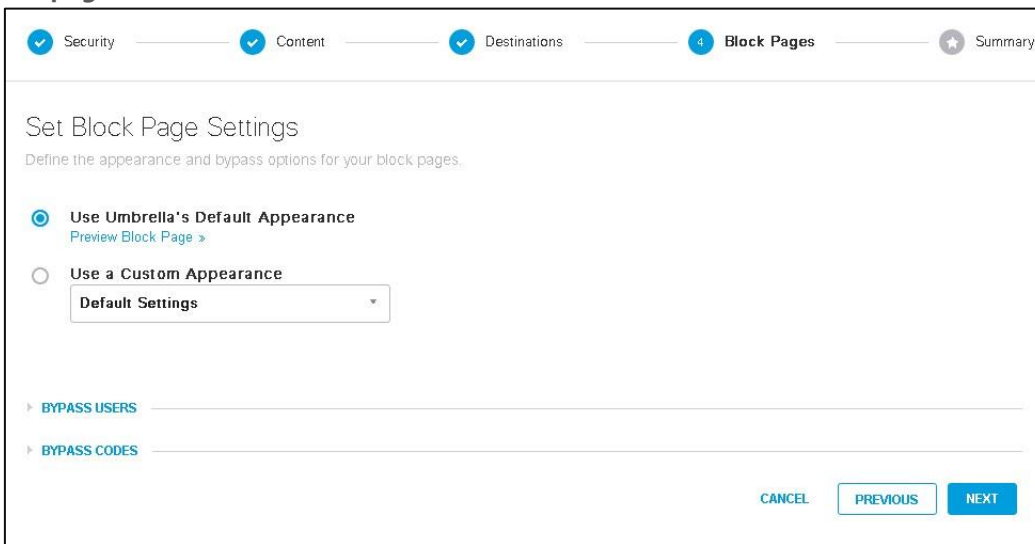 Security Content Destinations 4 Block Pages Summary
Set Block Page Settings
Define the appearance and bypass options for your block pages.
Use Umbrella's Default Appearance
Preview Block Page »
Use a Custom Appearance
Default Settings
BYPASS USERS
BYPASS CODES
CANCEL PREVIOUS NEXT